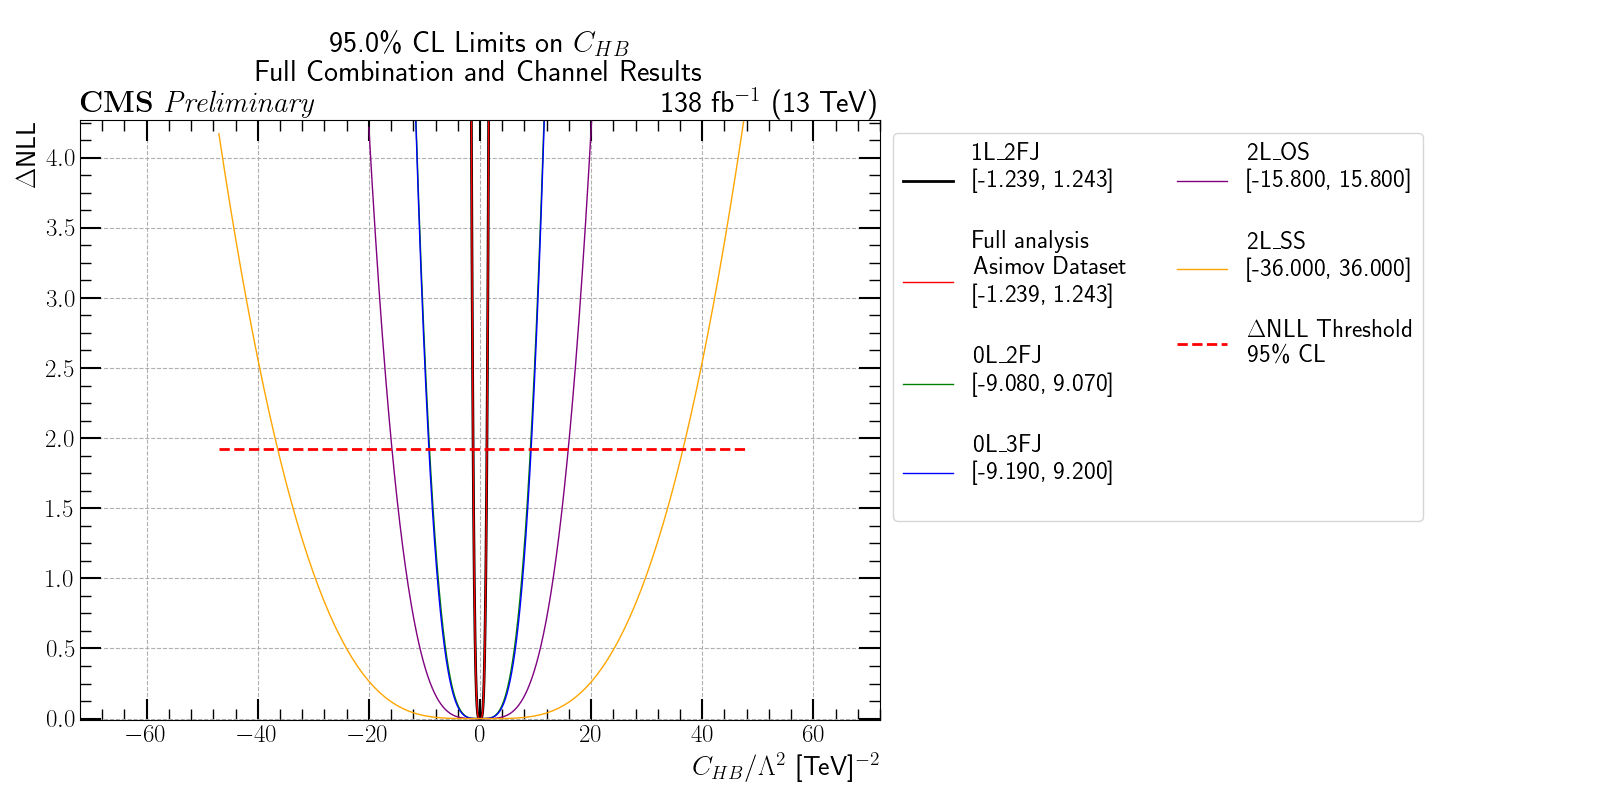 95.0% CL Limits on C_{HB}
Full Combination and Channel Results
CMS Preliminary 138 fb^{−1} (13 TeV)
ΔNLL
4.0
3.5
3.0
2.5
2.0
1.5
1.0
0.5
0.0
−60 −40 −20 0 20 40 60
C_{HB}/Λ^{2} [TeV]^{−2}
1L_2FJ
[-1.239, 1.243]
Full analysis
Asimov Dataset
[-1.239, 1.243]
0L_2FJ
[-9.080, 9.070]
0L_3FJ
[-9.190, 9.200]
2L_OS
[-15.800, 15.800]
2L_SS
[-36.000, 36.000]
ΔNLL Threshold
95% CL